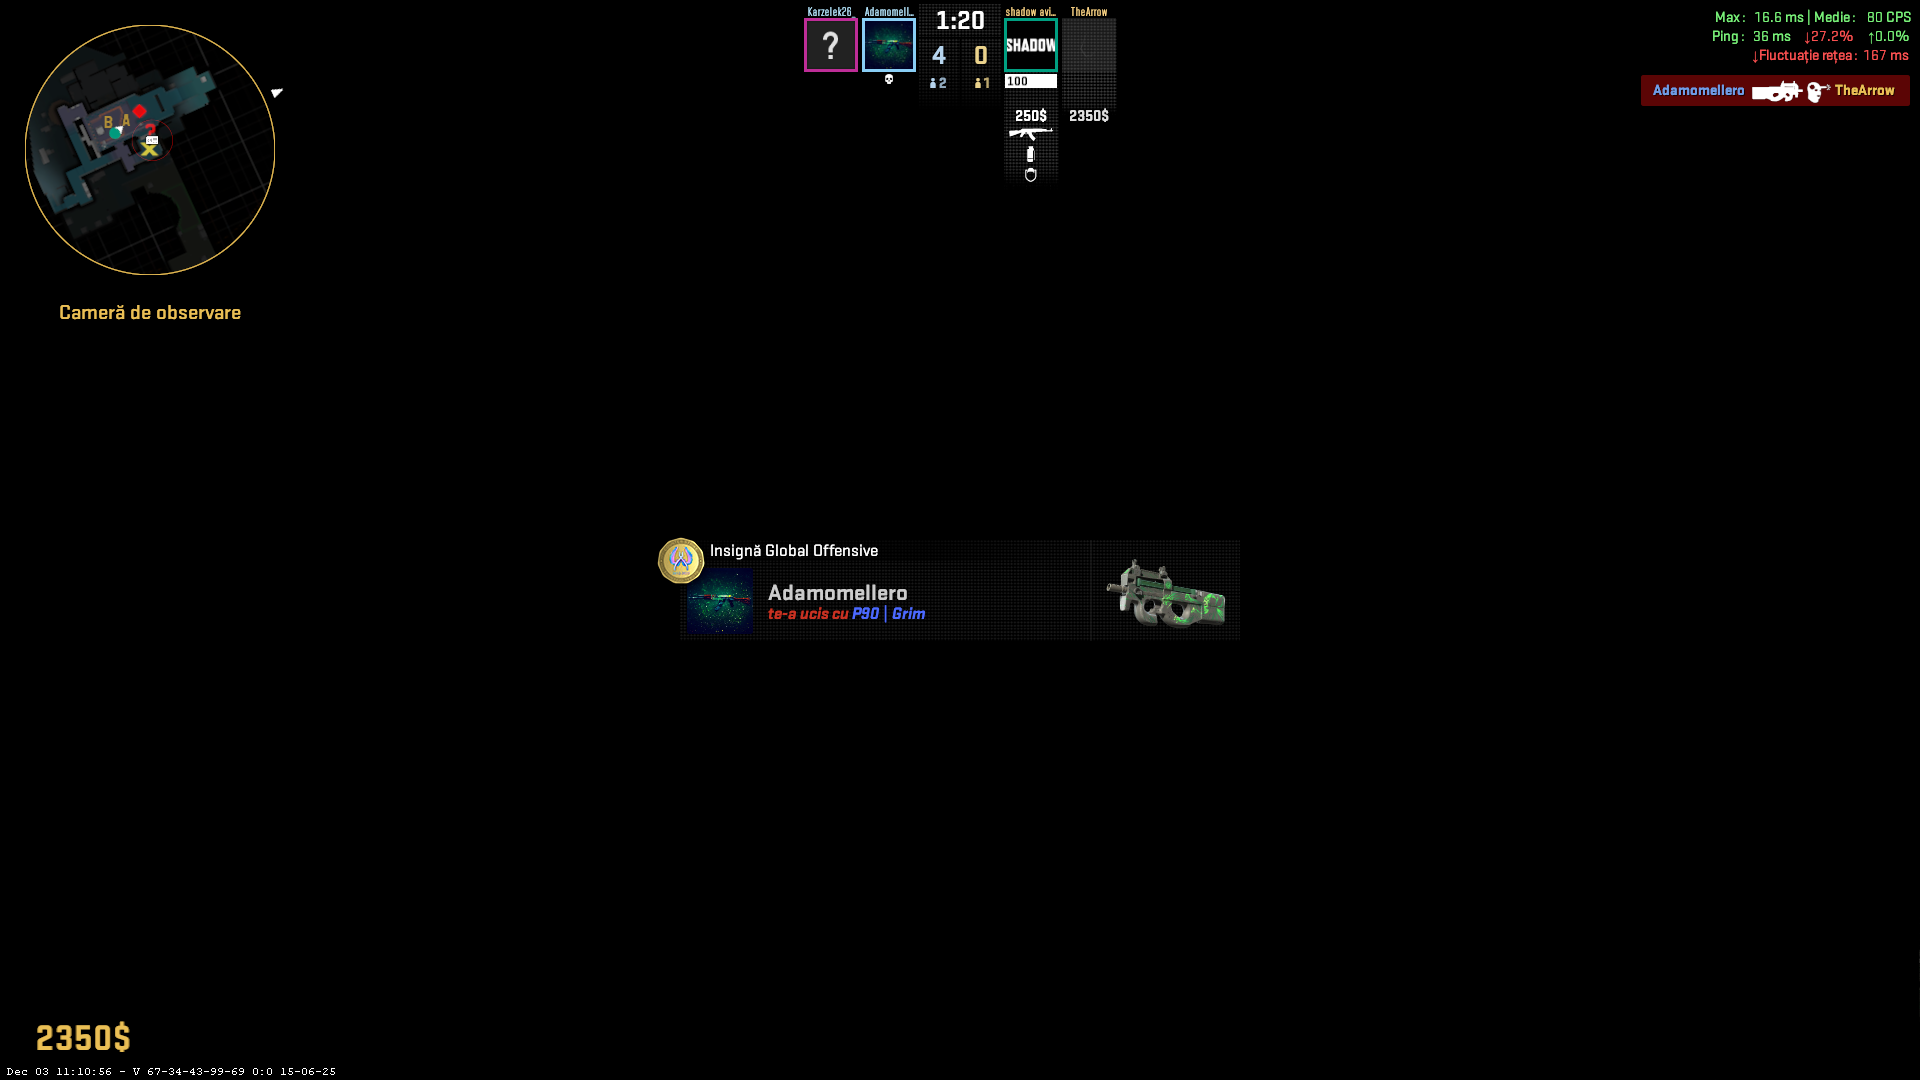 Karzelek26
Adamomell...
1:20
shadow avi...
TheArrow
?
SHADOW
4
0
2
1
100
250$
2350$
Max: 16.6 ms | Medie: 80 CPS
Ping: 36 ms ↓27.2% ↑0.0%
↓Fluctuație rețea: 167 ms
Adamomellero TheArrow
B A
?
X
Cameră de observare
Insignă Global Offensive
Adamomellero
te-a ucis cu P90 | Grim
2350$
Dec 03 11:10:56 - V 67-34-43-99-69 0:0 15-06-25